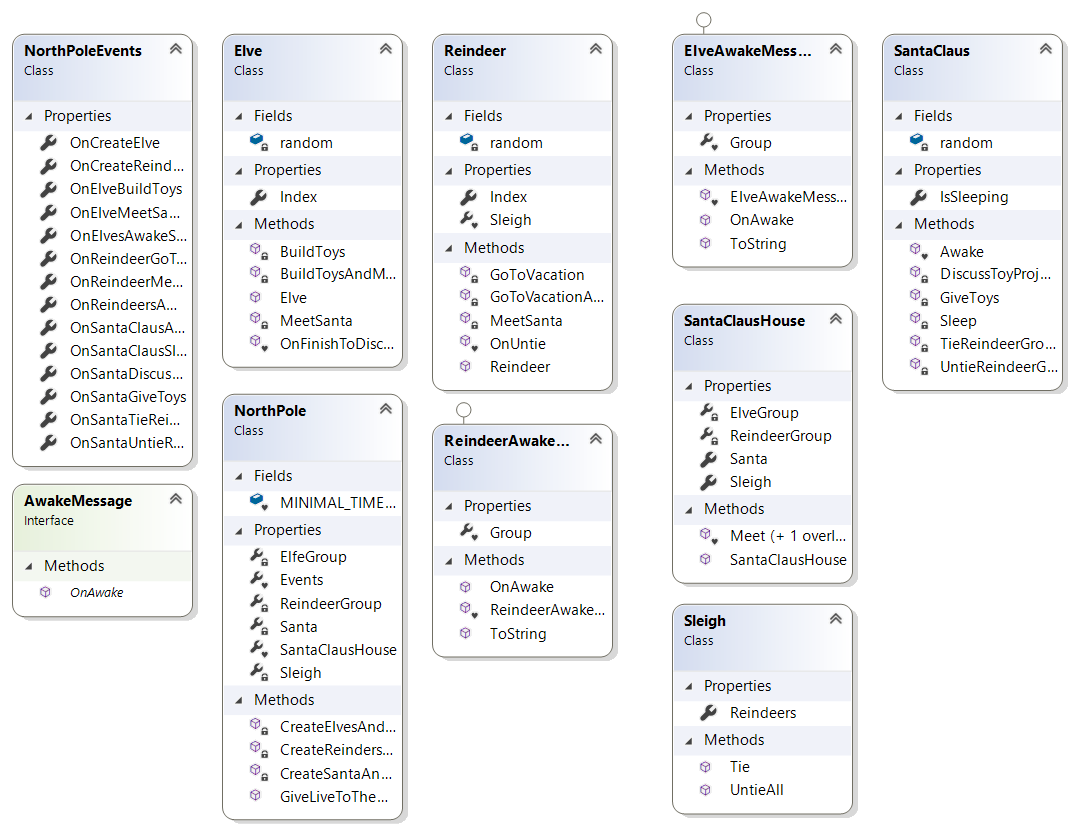 NorthPoleEvents
Class
Properties
OnCreateElve
OnCreateReind...
OnElveBuildToys
OnElveMeetSa...
OnElvesAwakeS...
OnReindeerGoT...
OnReindeerMe...
OnReindeersA...
OnSantaClausA...
OnSantaClausSl...
OnSantaDiscus...
OnSantaGiveToys
OnSantaTieRei...
OnSantaUntieR...
AwakeMessage
Interface
Methods
OnAwake
Elve
Class
Fields
random
Properties
Index
Methods
BuildToys
BuildToysAndM...
Elve
MeetSanta
OnFinishToDisc...
NorthPole
Class
Fields
MINIMAL_TIME...
Properties
ElfeGroup
Events
ReindeerGroup
Santa
SantaClausHouse
Sleigh
Methods
CreateElvesAnd...
CreateReinders...
CreateSantaAn...
GiveLiveToThe...
Reindeer
Class
Fields
random
Properties
Index
Sleigh
Methods
GoToVacation
GoToVacationA...
MeetSanta
OnUntie
Reindeer
ReindeerAwake...
Class
Properties
Group
Methods
OnAwake
ReindeerAwake...
ToString
ElveAwakeMess...
Class
Properties
Group
Methods
ElveAwakeMess...
OnAwake
ToString
SantaClausHouse
Class
Properties
ElveGroup
ReindeerGroup
Santa
Sleigh
Methods
Meet (+ 1 overl...
SantaClausHouse
Sleigh
Class
Properties
Reindeers
Methods
Tie
UntieAll
SantaClaus
Class
Fields
random
Properties
IsSleeping
Methods
Awake
DiscussToyProj...
GiveToys
Sleep
TieReindeerGro...
UntieReindeerG...